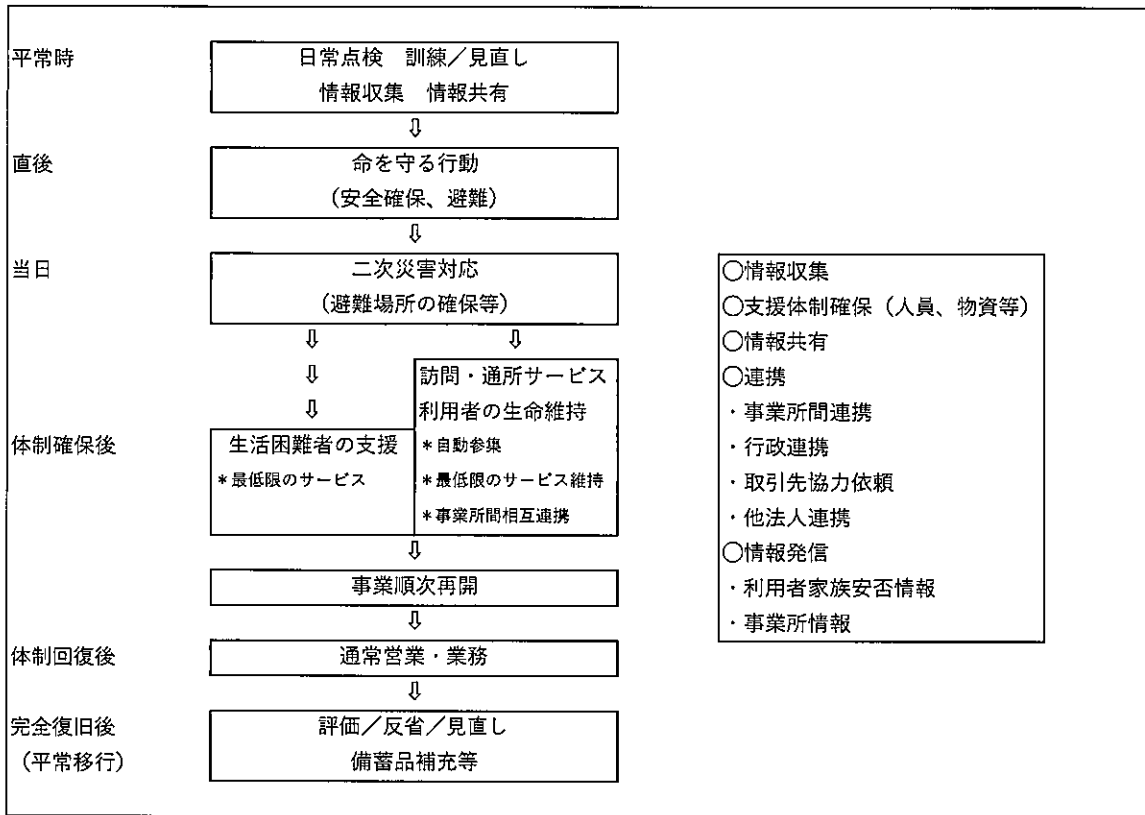 平常時
日常点検　訓練／見直し
情報収集　情報共有
⇩
直後
命を守る行動
（安全確保、避難）
⇩
当日
二次災害対応
（避難場所の確保等）
⇩　⇩
⇩
⇩
訪問・通所サービス
利用者の生命維持
＊自動参集
＊最低限のサービス維持
＊事業所間相互連携
体制確保後
生活困難者の支援
＊最低限のサービス
⇩
事業順次再開
⇩
体制回復後
通常営業・業務
⇩
完全復旧後
（平常移行）
評価／反省／見直し
備蓄品補充等
○情報収集
○支援体制確保（人員、物資等）
○情報共有
○連携
・事業所間連携
・行政連携
・取引先協力依頼
・他法人連携
○情報発信
・利用者家族安否情報
・事業所情報